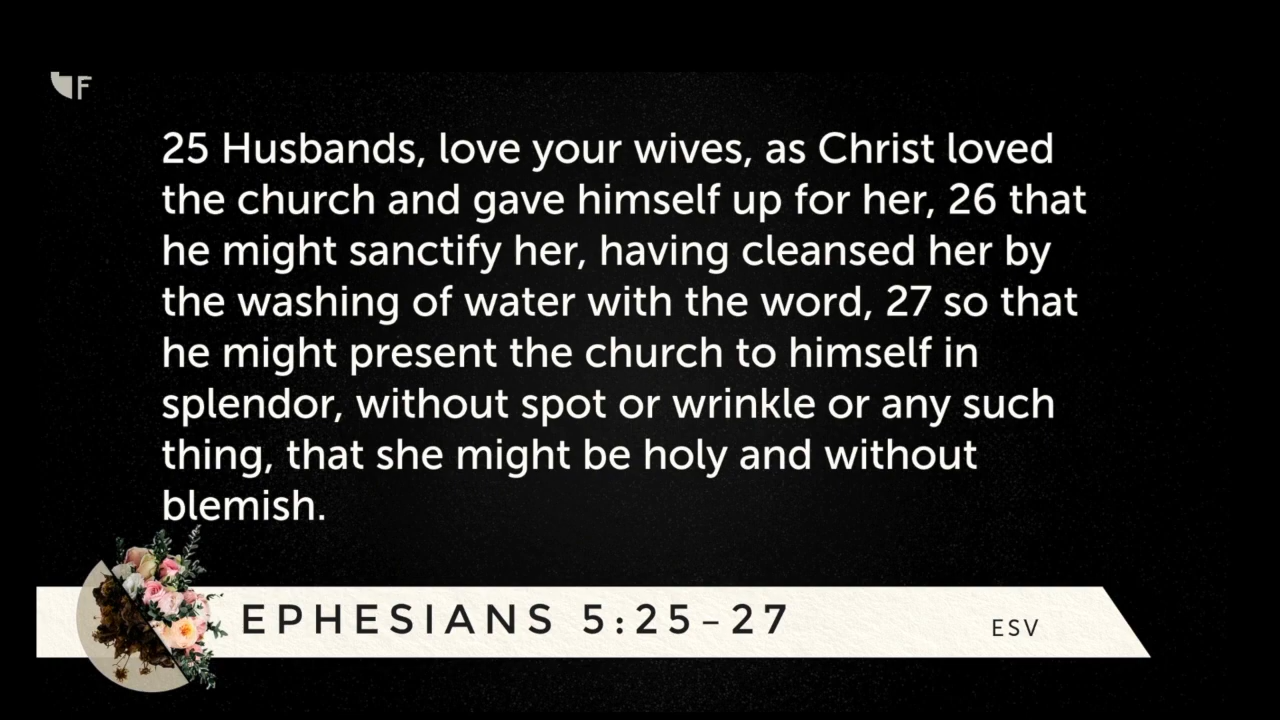 F
25 Husbands, love your wives, as Christ loved
the church and gave himself up for her, 26 that
he might sanctify her, having cleansed her by
the washing of water with the word, 27 so that
he might present the church to himself in
splendor, without spot or wrinkle or any such
thing, that she might be holy and without
blemish.
EPHESIANS 5:25–27
ESV